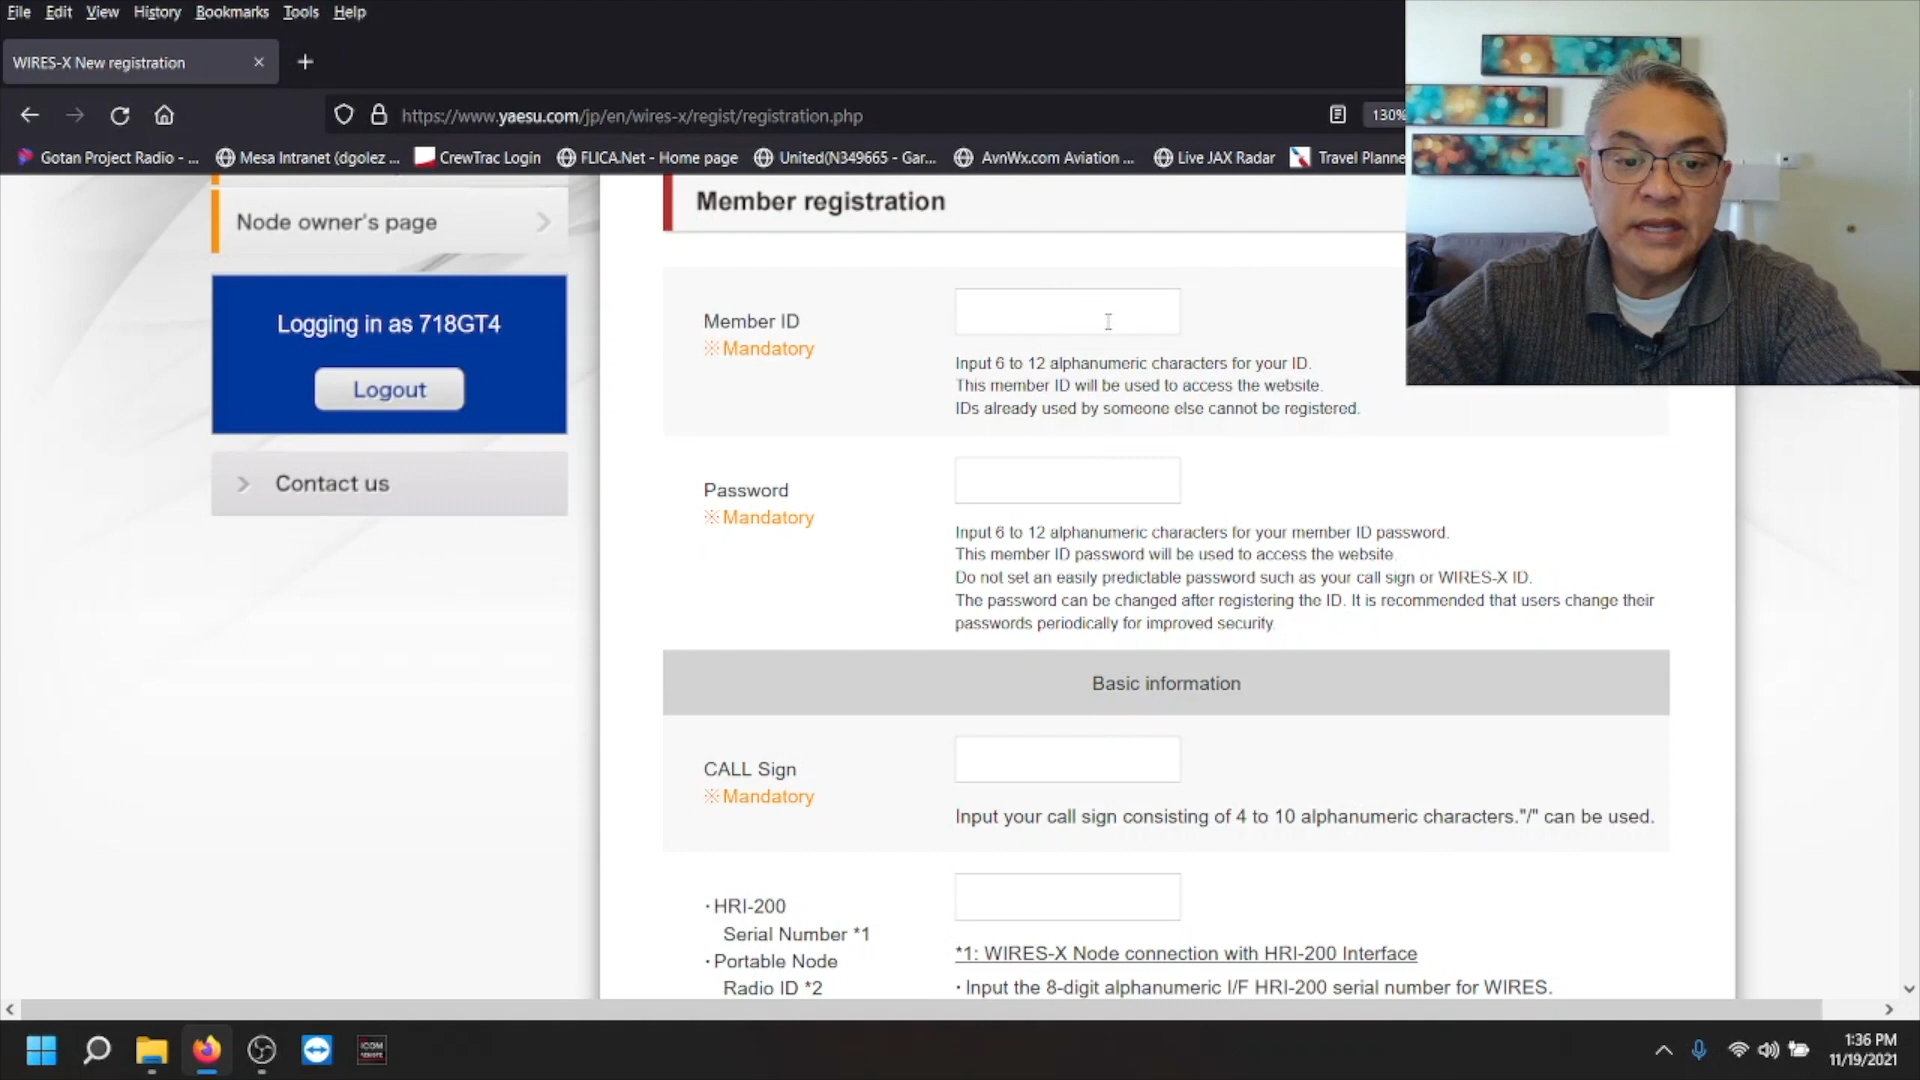 File Edit View History Bookmarks Tools Help
WIRES-X New registration
https://www.yaesu.com/jp/en/wires-x/regist/registration.php
130%
Gotan Project Radio - ... Mesa Intranet (dgolez ... CrewTrac Login FLICA.Net - Home page United(N349665 - Gar... AvnWx.com Aviation ... Live JAX Radar Travel Planne
Node owner's page
Logging in as 718GT4
Logout
Contact us
Member registration
Member ID
※Mandatory
Input 6 to 12 alphanumeric characters for your ID.
This member ID will be used to access the website.
IDs already used by someone else cannot be registered.
Password
※Mandatory
Input 6 to 12 alphanumeric characters for your member ID password.
This member ID password will be used to access the website.
Do not set an easily predictable password such as your call sign or WIRES-X ID.
The password can be changed after registering the ID. It is recommended that users change their
passwords periodically for improved security.
Basic information
CALL Sign
※Mandatory
Input your call sign consisting of 4 to 10 alphanumeric characters."/" can be used.
・HRI-200
Serial Number *1
・Portable Node
Radio ID *2
*1: WIRES-X Node connection with HRI-200 Interface
・Input the 8-digit alphanumeric I/F HRI-200 serial number for WIRES.
ICOM
REMOTE
1:36 PM
11/19/2021